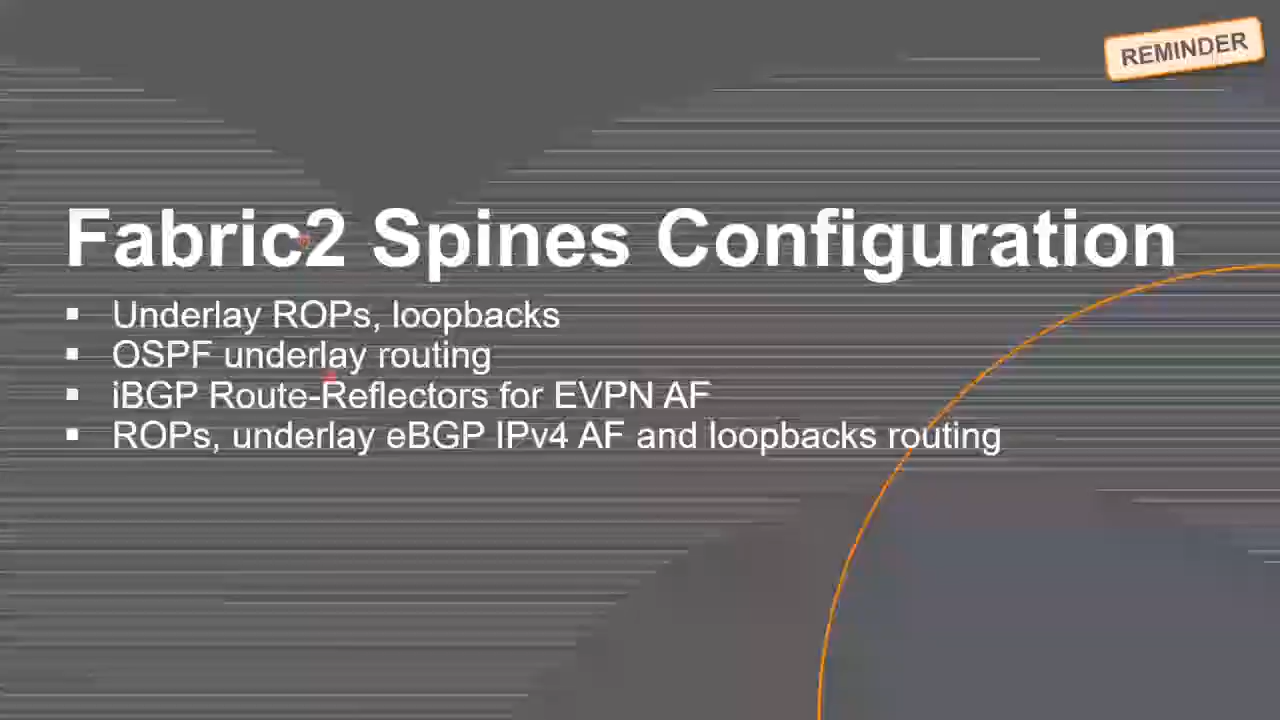 REMINDER
Fabric2 Spines Configuration
▪ Underlay ROPs, loopbacks
▪ OSPF underlay routing
▪ iBGP Route-Reflectors for EVPN AF
▪ ROPs, underlay eBGP IPv4 AF and loopbacks routing